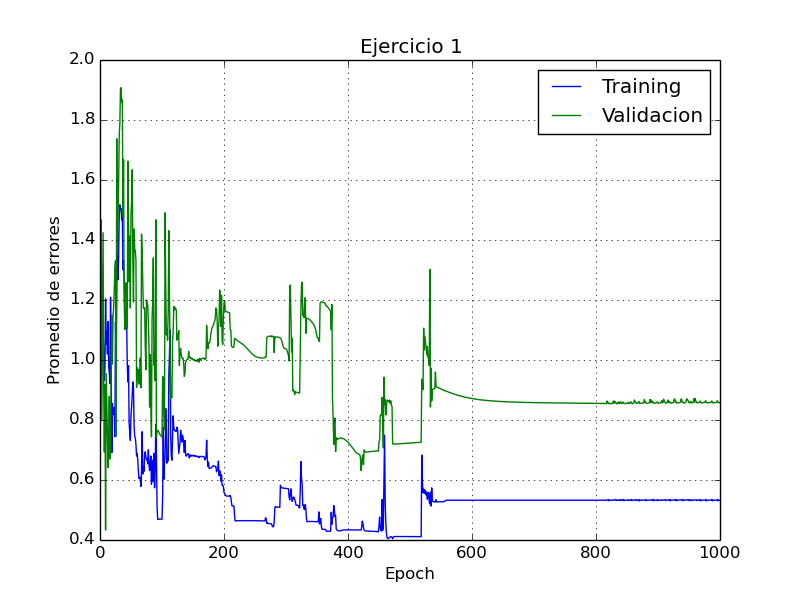 Ejercicio 1
Training
Validacion
Promedio de errores
2.0
1.8
1.6
1.4
1.2
1.0
0.8
0.6
0.4
0 200 400 600 800 1000
Epoch